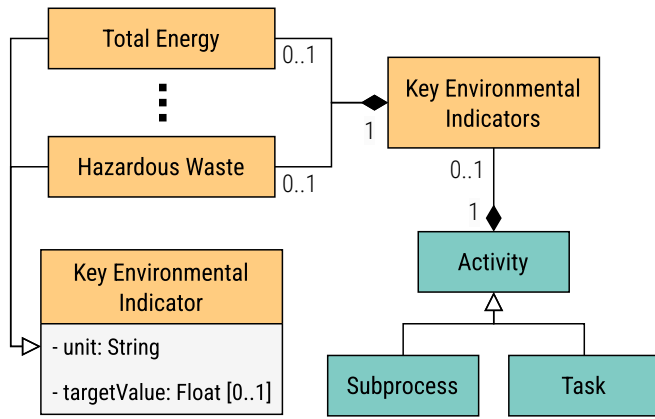 Total Energy
0..1
Key Environmental
Indicators
1
Hazardous Waste
0..1
0..1
1
Activity
Key Environmental
Indicator
- unit: String
- targetValue: Float [0..1]
Subprocess
Task